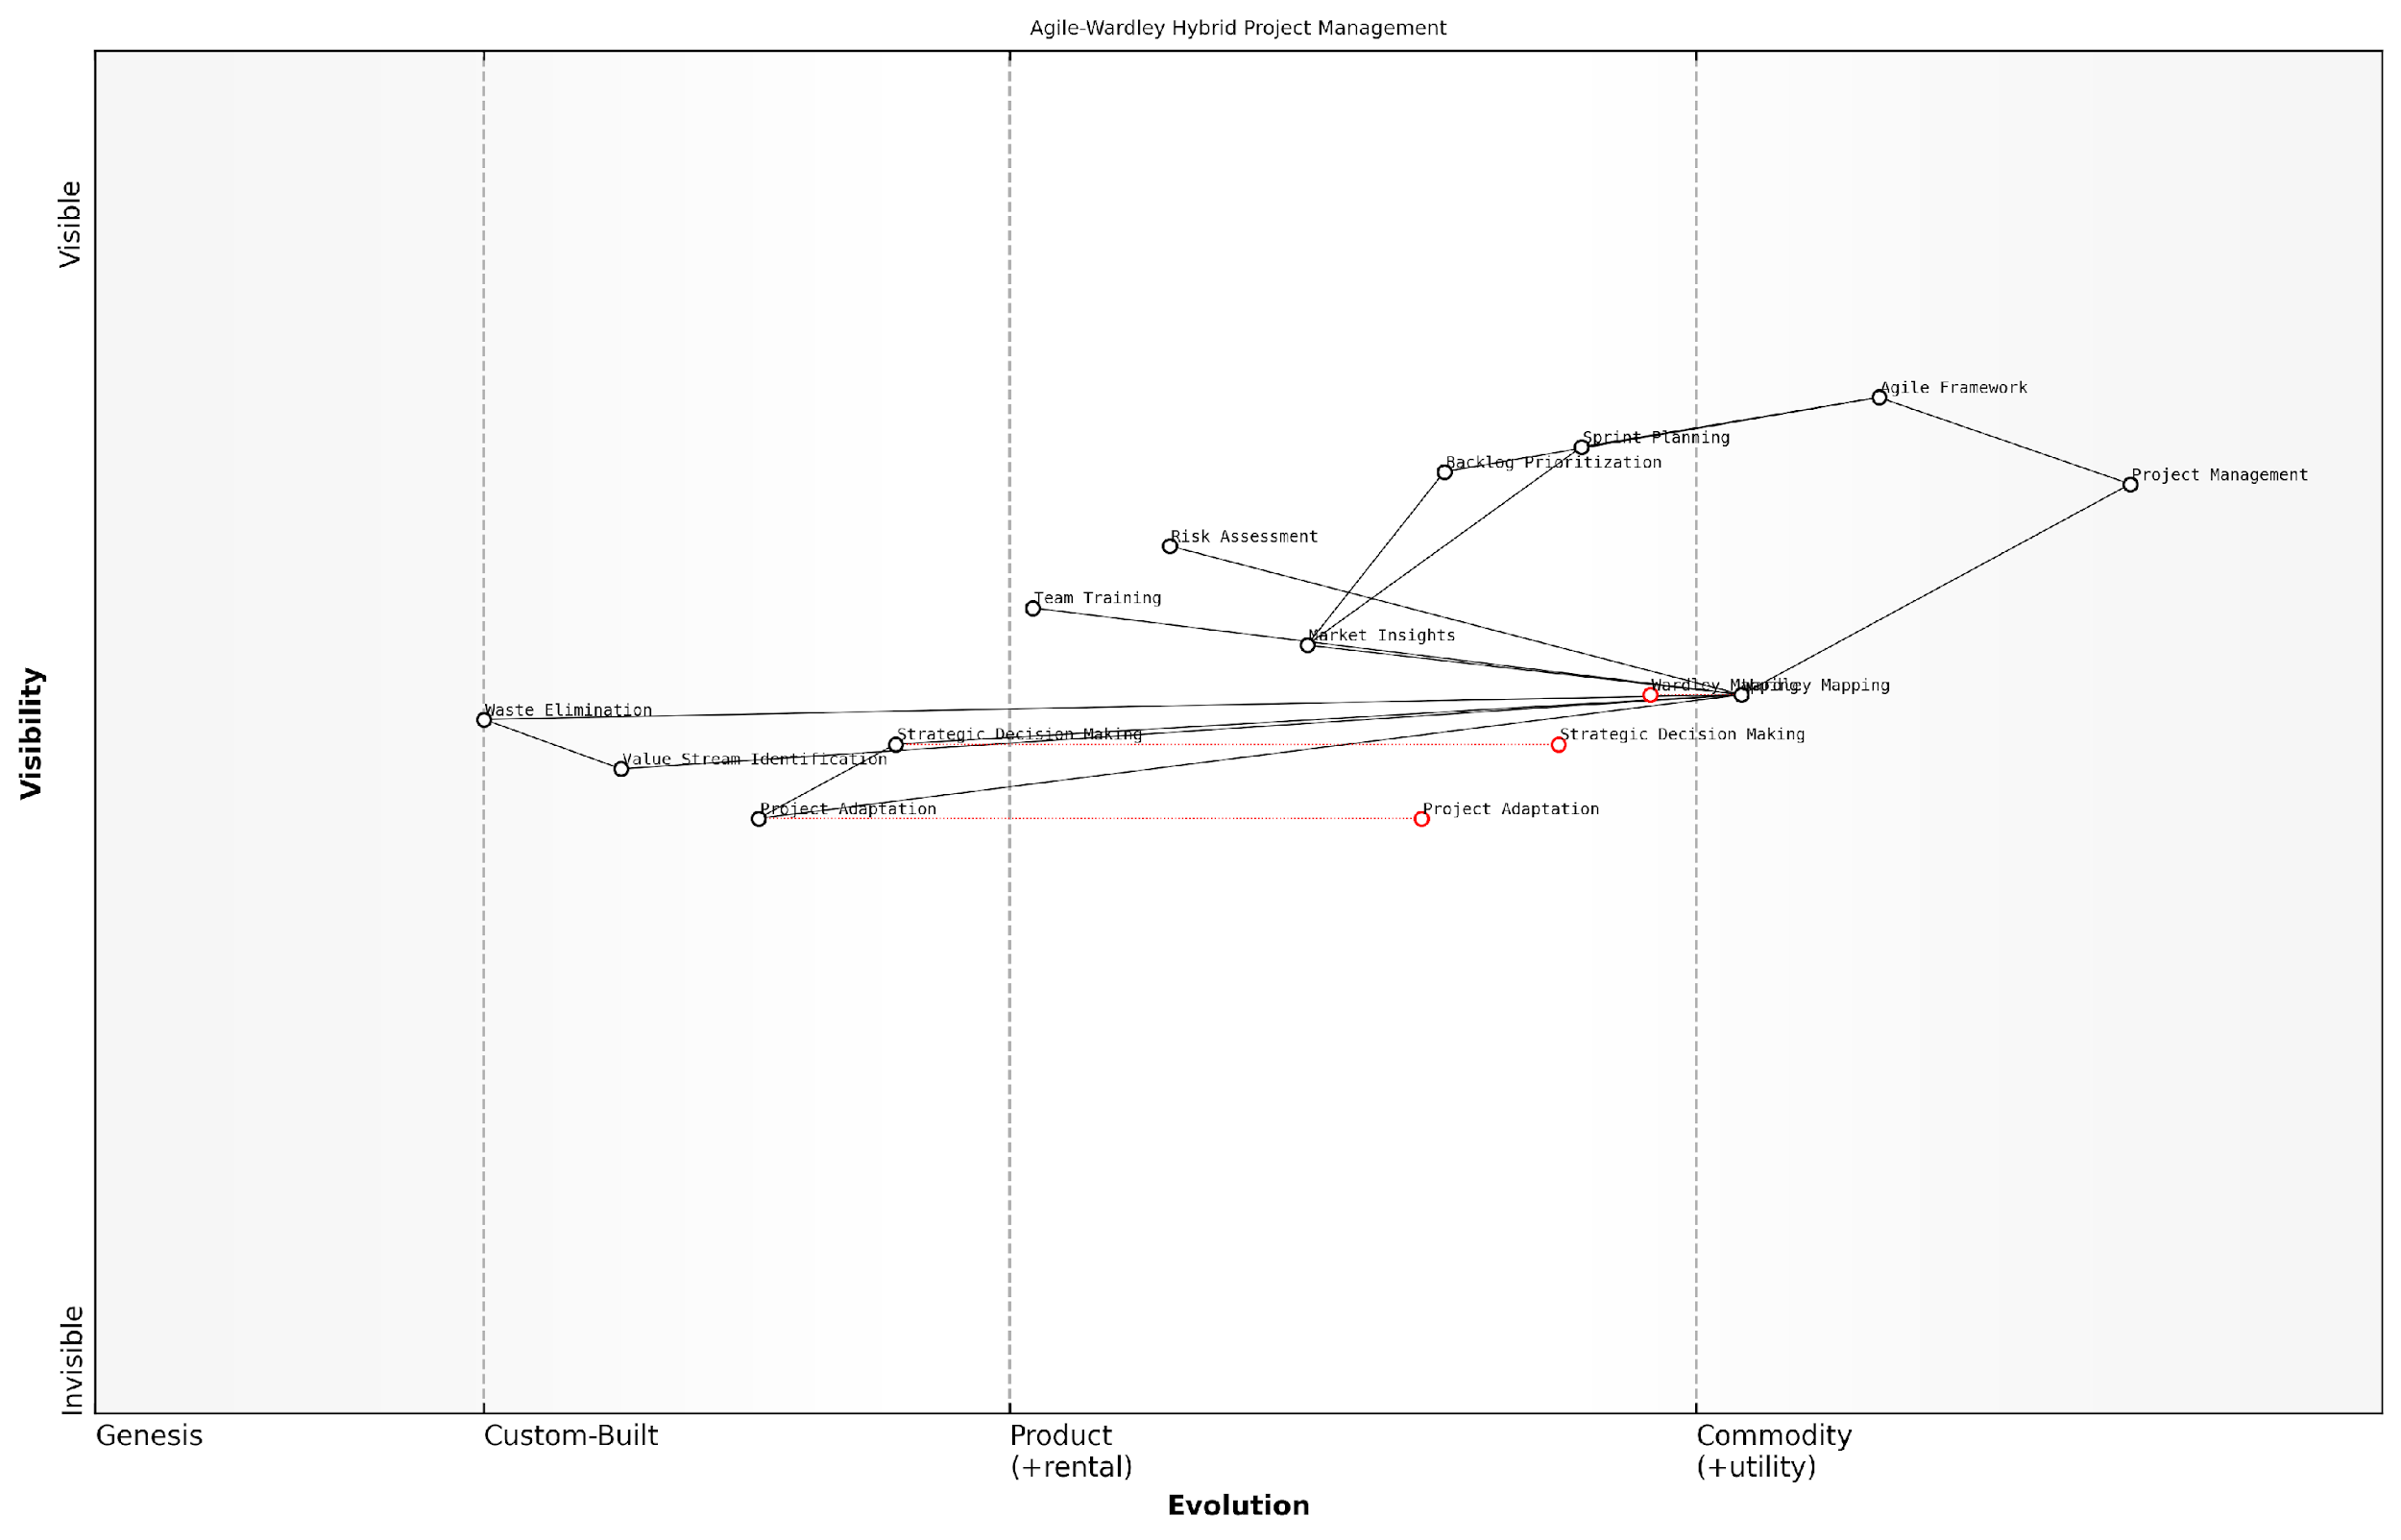 Agile-Wardley Hybrid Project Management
Visible
Agile Framework
Sprint Planning
Backlog Prioritization
Project Management
Risk Assessment
Team Training
Market Insights
Wardley Mapping
Wardley Mapping
Waste Elimination
Strategic Decision Making
Strategic Decision Making
Value Stream Identification
Project Adaptation
Project Adaptation
Visibility
Invisible
Genesis
Custom-Built
Product
(+rental)
Commodity
(+utility)
Evolution